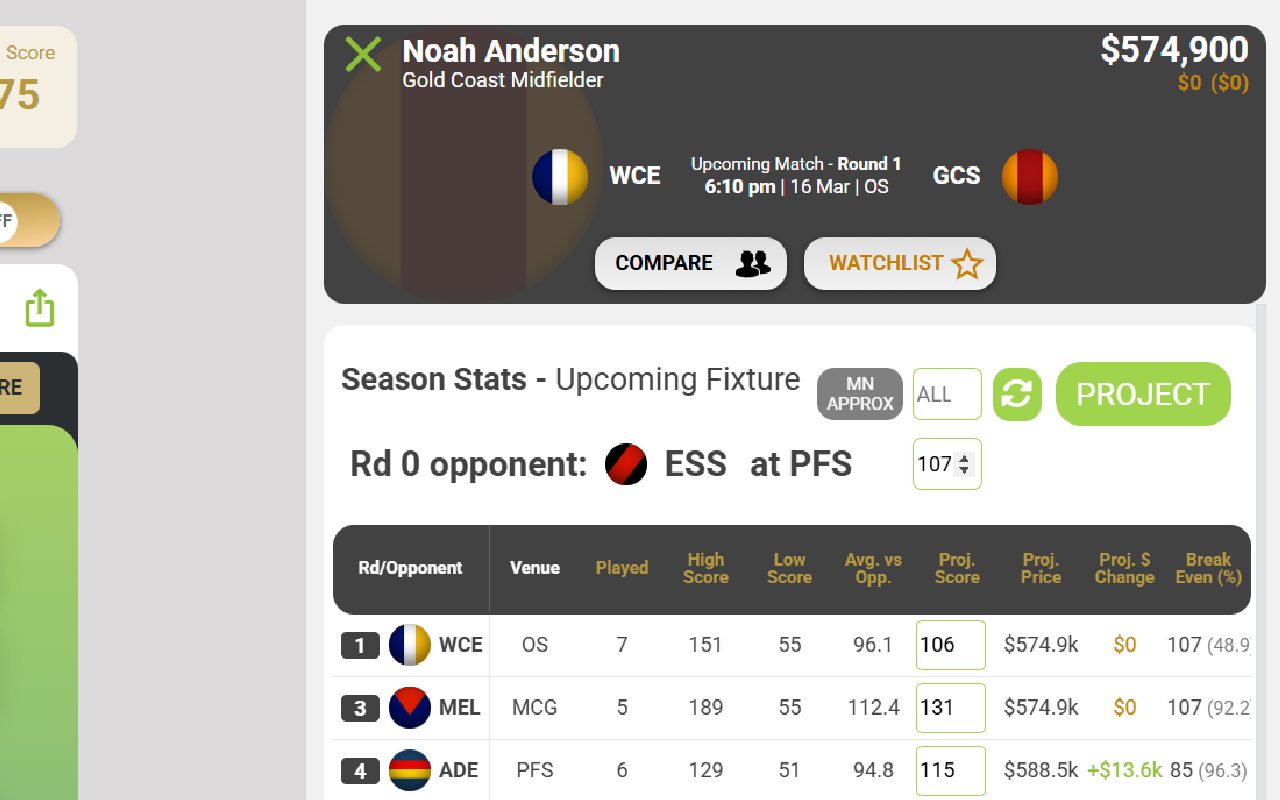 Score
75
FF
RE
Noah Anderson
Gold Coast Midfielder
$574,900
$0 ($0)
WCE
Upcoming Match - Round 1
6:10 pm | 16 Mar | OS
GCS
COMPARE
WATCHLIST
Season Stats - Upcoming Fixture
MN APPROX
ALL
PROJECT
Rd 0 opponent: ESS at PFS
107
Rd/Opponent Venue Played High Score Low Score Avg. vs Opp. Proj. Score Proj. Price Proj. $ Change Break Even (%)
1 WCE OS 7 151 55 96.1 106 $574.9k $0 107 (48.9
3 MEL MCG 5 189 55 112.4 131 $574.9k $0 107 (92.2
4 ADE PFS 6 129 51 94.8 115 $588.5k +$13.6k 85 (96.3)